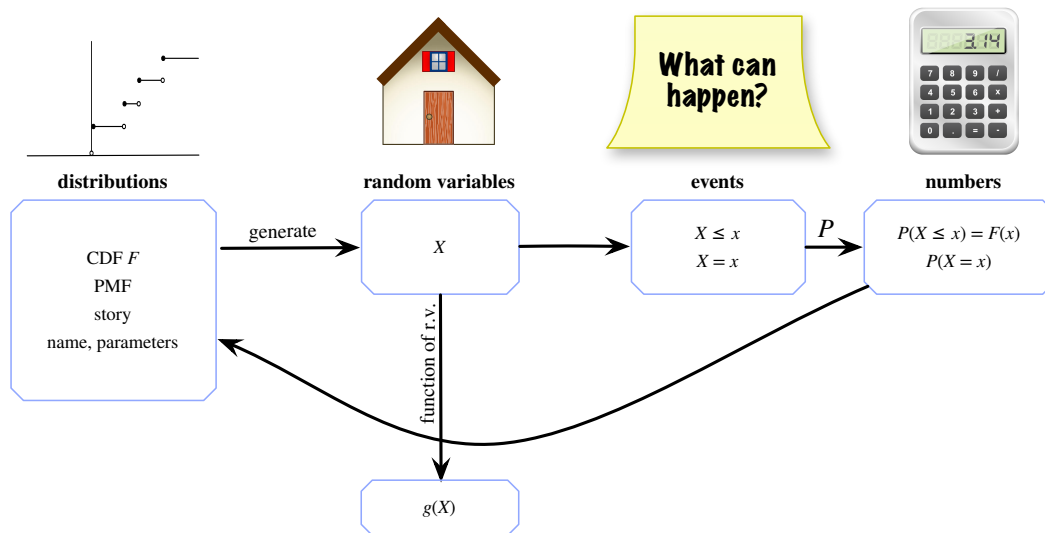 What can
happen?
3.14
7 8 9 /
4 5 6 x
1 2 3 +
0 . = -
distributions
random variables
events
numbers
CDF F
PMF
story
name, parameters
generate
X
X ≤ x
X = x
P
P(X ≤ x) = F(x)
P(X = x)
function of r.v.
g(X)